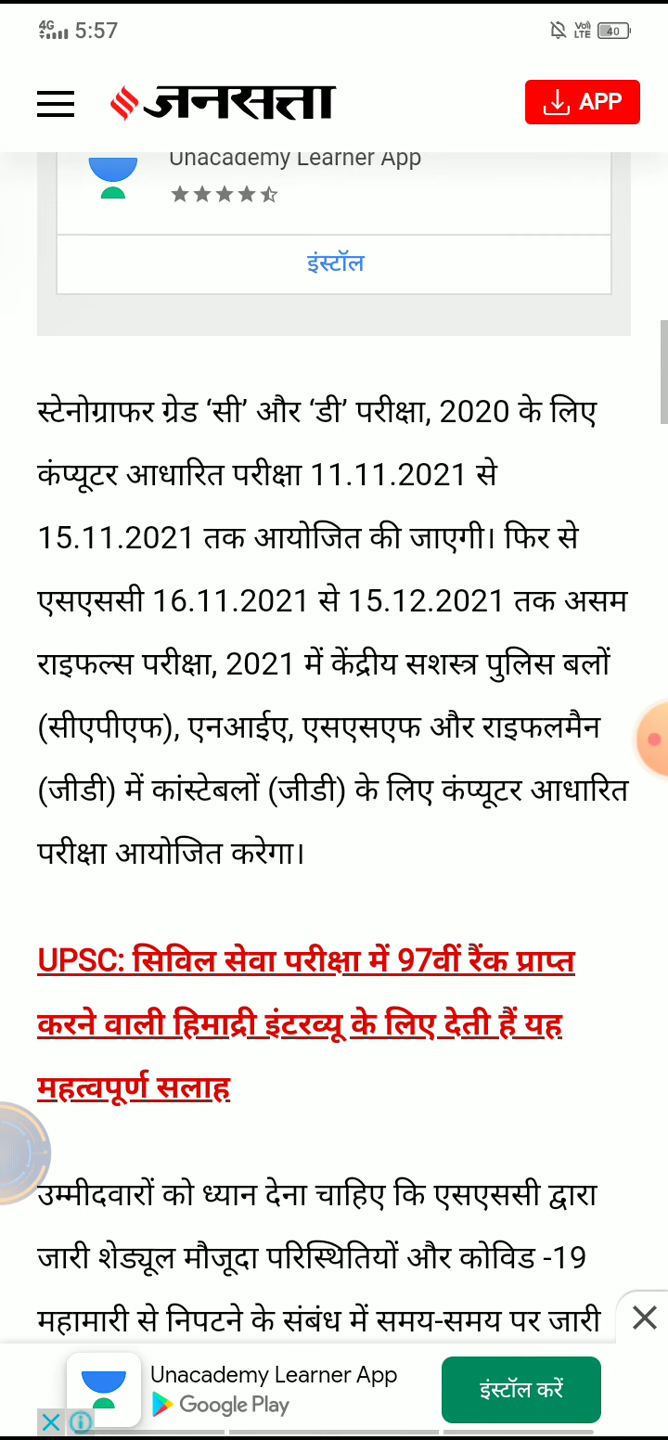 4G 5:57 Vo) LTE 40
जनसत्ता APP
Unacademy Learner App
इंस्टॉल
स्टेनोग्राफर ग्रेड ‘सी’ और ‘डी’ परीक्षा, 2020 के लिए
कंप्यूटर आधारित परीक्षा 11.11.2021 से
15.11.2021 तक आयोजित की जाएगी। फिर से
एसएससी 16.11.2021 से 15.12.2021 तक असम
राइफल्स परीक्षा, 2021 में केंद्रीय सशस्त्र पुलिस बलों
(सीएपीएफ), एनआईए, एसएसएफ और राइफलमैन
(जीडी) में कांस्टेबलों (जीडी) के लिए कंप्यूटर आधारित
परीक्षा आयोजित करेगा।
UPSC: सिविल सेवा परीक्षा में 97वीं रैंक प्राप्त
करने वाली हिमाद्री इंटरव्यू के लिए देती हैं यह
महत्वपूर्ण सलाह
उम्मीदवारों को ध्यान देना चाहिए कि एसएससी द्वारा
जारी शेड्यूल मौजूदा परिस्थितियों और कोविड -19
महामारी से निपटने के संबंध में समय-समय पर जारी
Unacademy Learner App
Google Play
इंस्टॉल करें